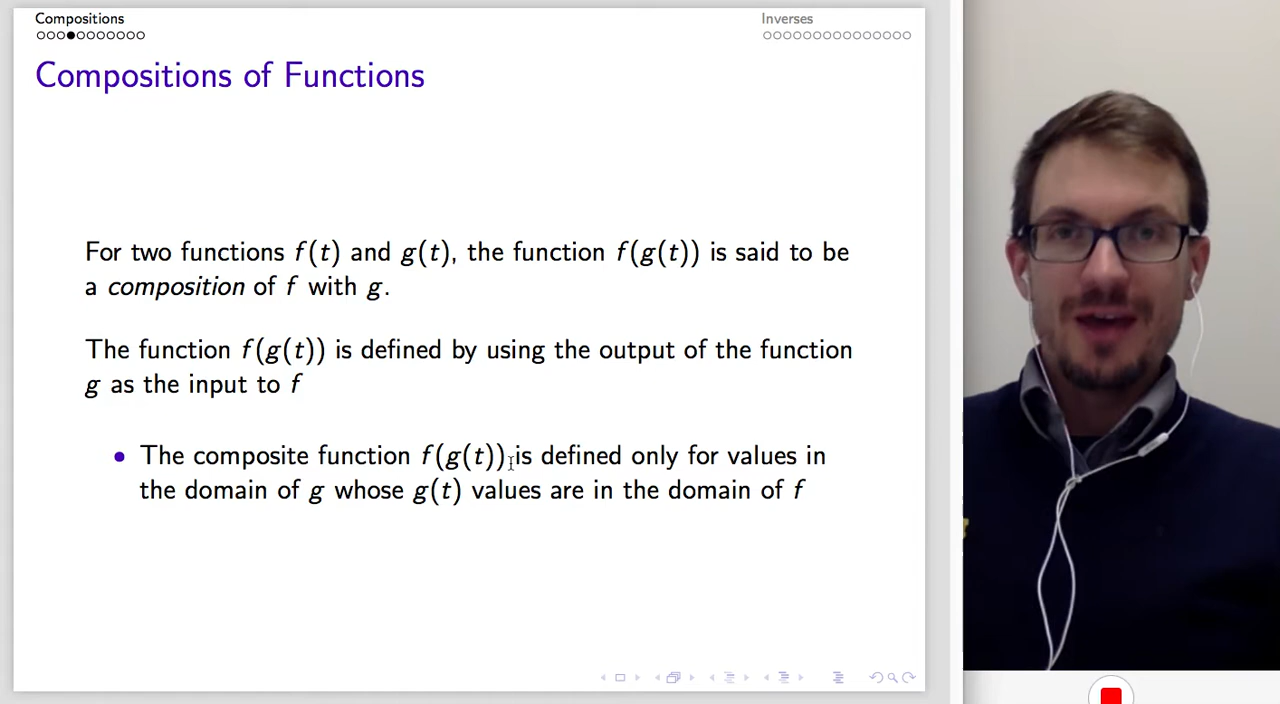 Compositions
Inverses
Compositions of Functions
For two functions f(t) and g(t), the function f(g(t)) is said to be
a composition of f with g.
The function f(g(t)) is defined by using the output of the function
g as the input to f
• The composite function f(g(t)) is defined only for values in
the domain of g whose g(t) values are in the domain of f